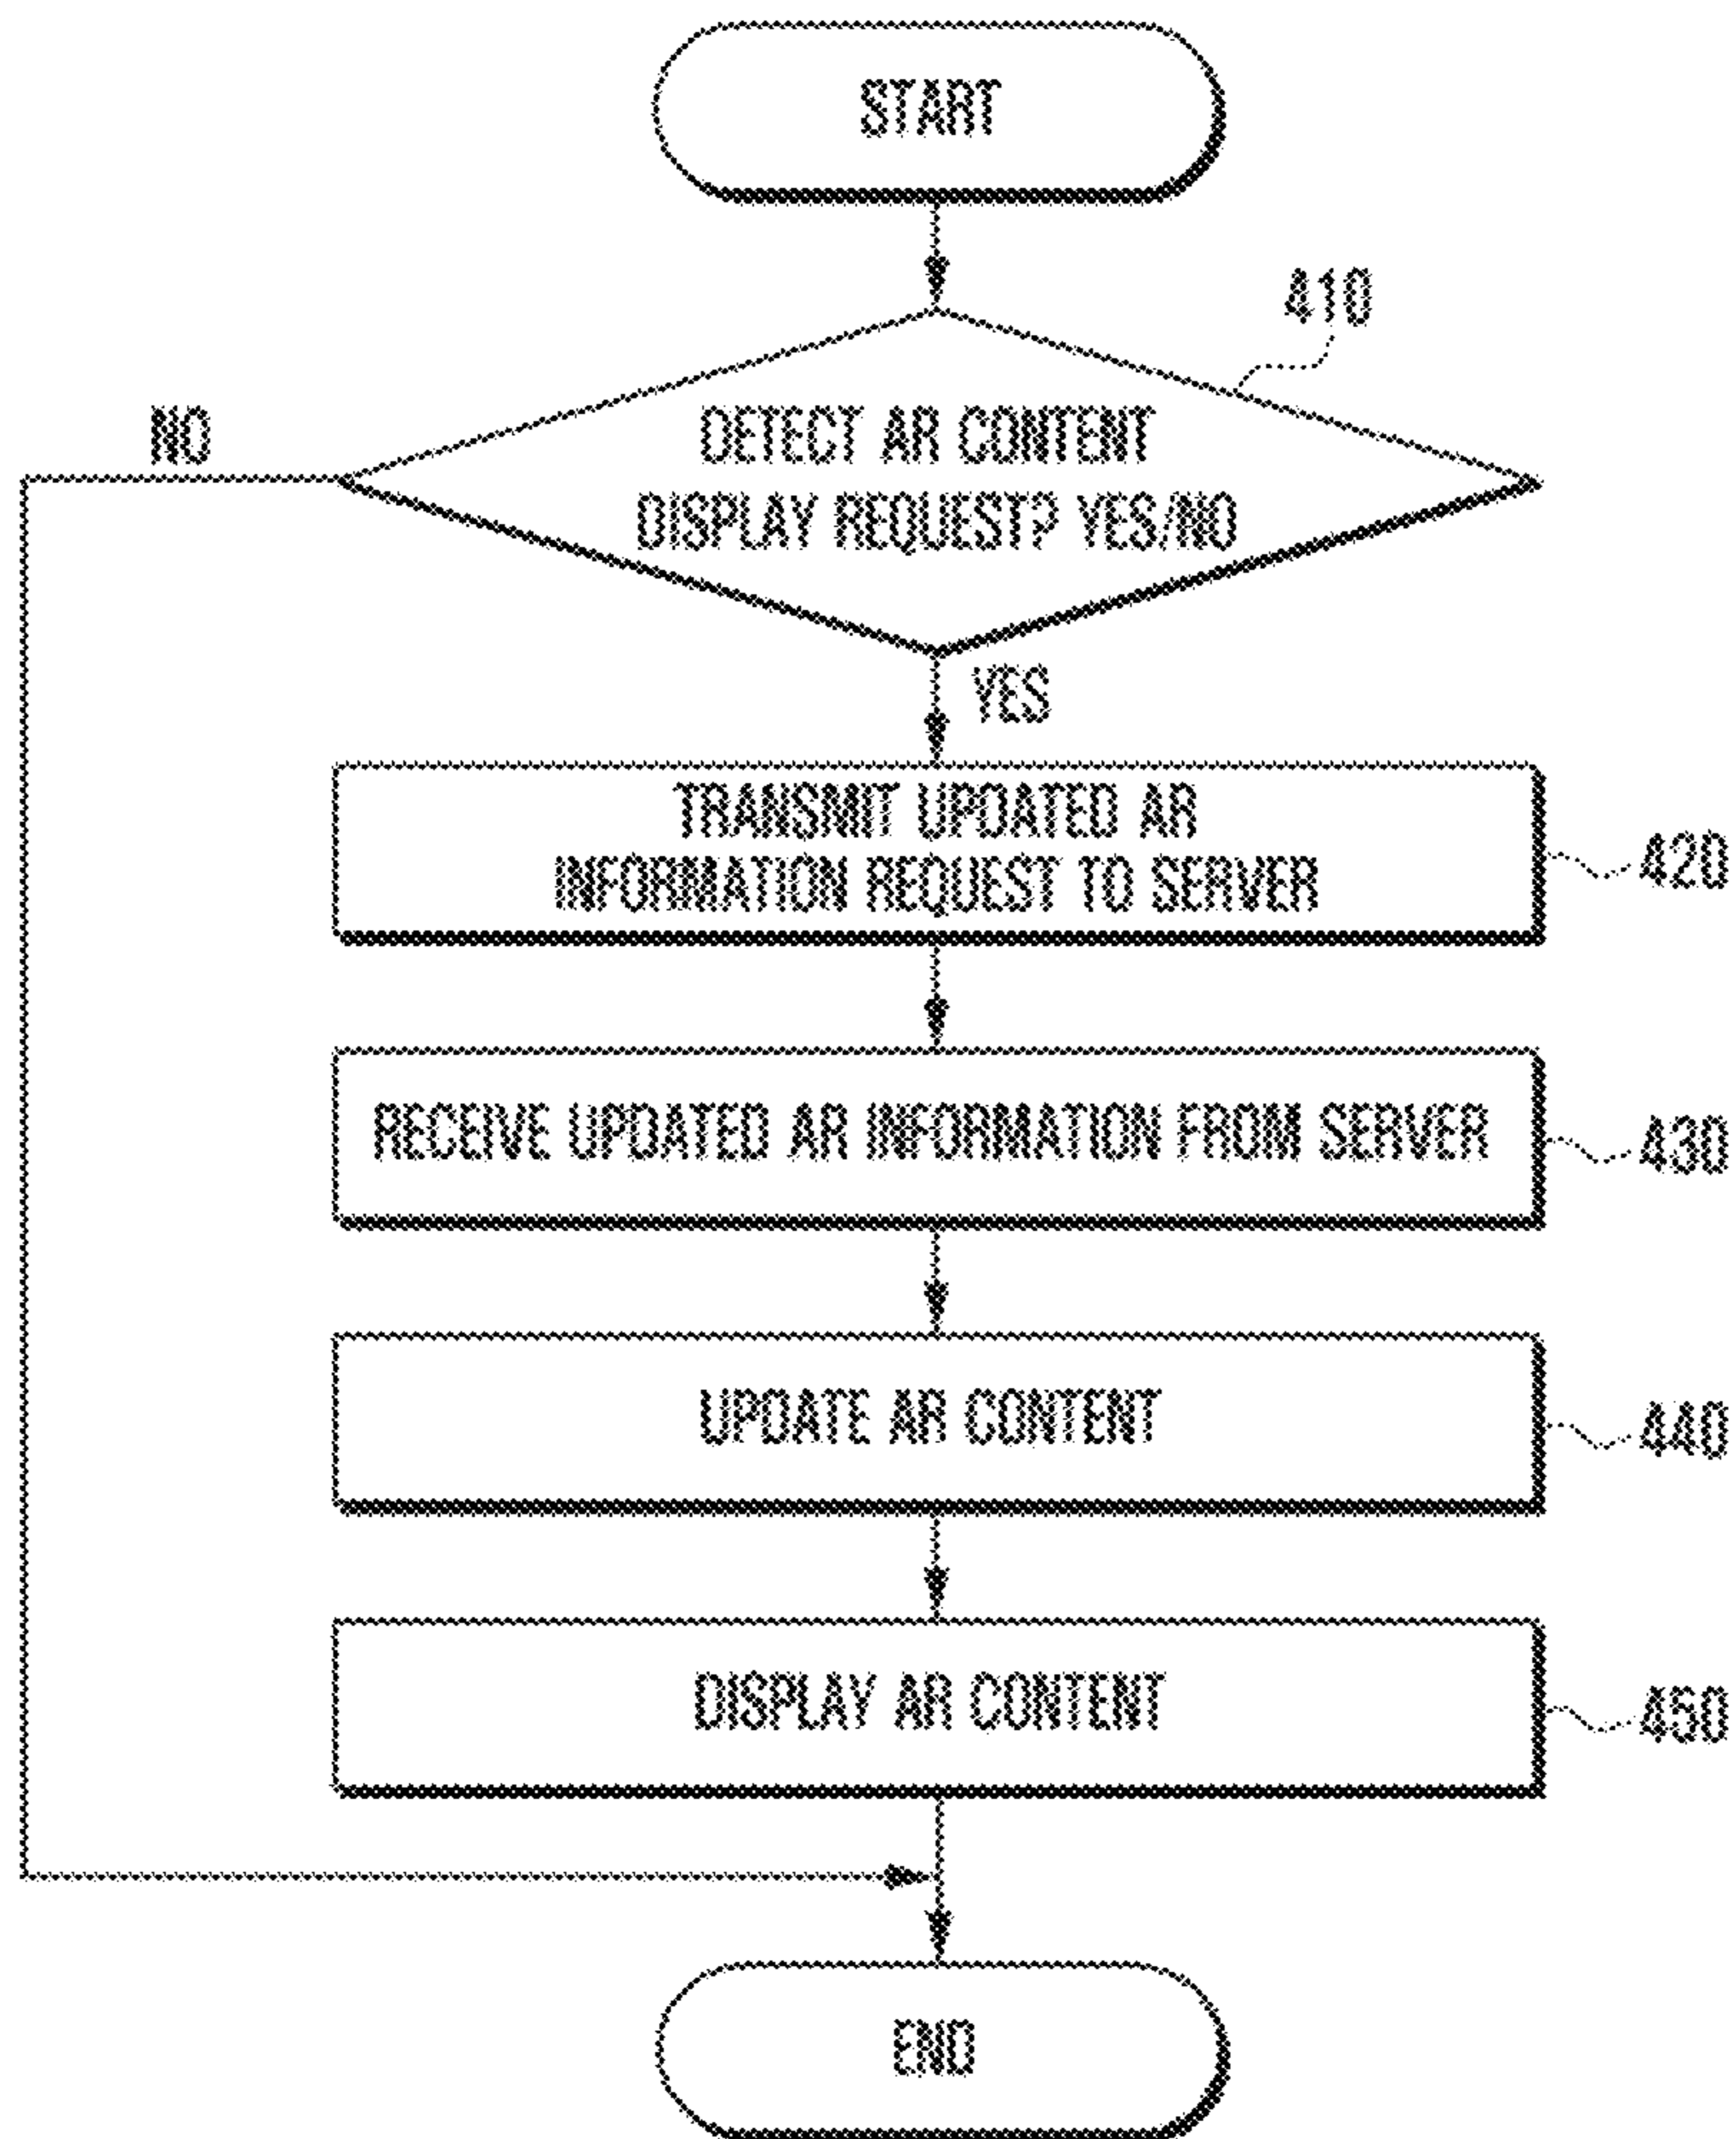 START
410
NO
DETECT AR CONTENT
DISPLAY REQUEST? YES/NO
YES
TRANSMIT UPDATED AR
INFORMATION REQUEST TO SERVER
420
RECEIVE UPDATED AR INFORMATION FROM SERVER
430
UPDATE AR CONTENT
440
DISPLAY AR CONTENT
450
END